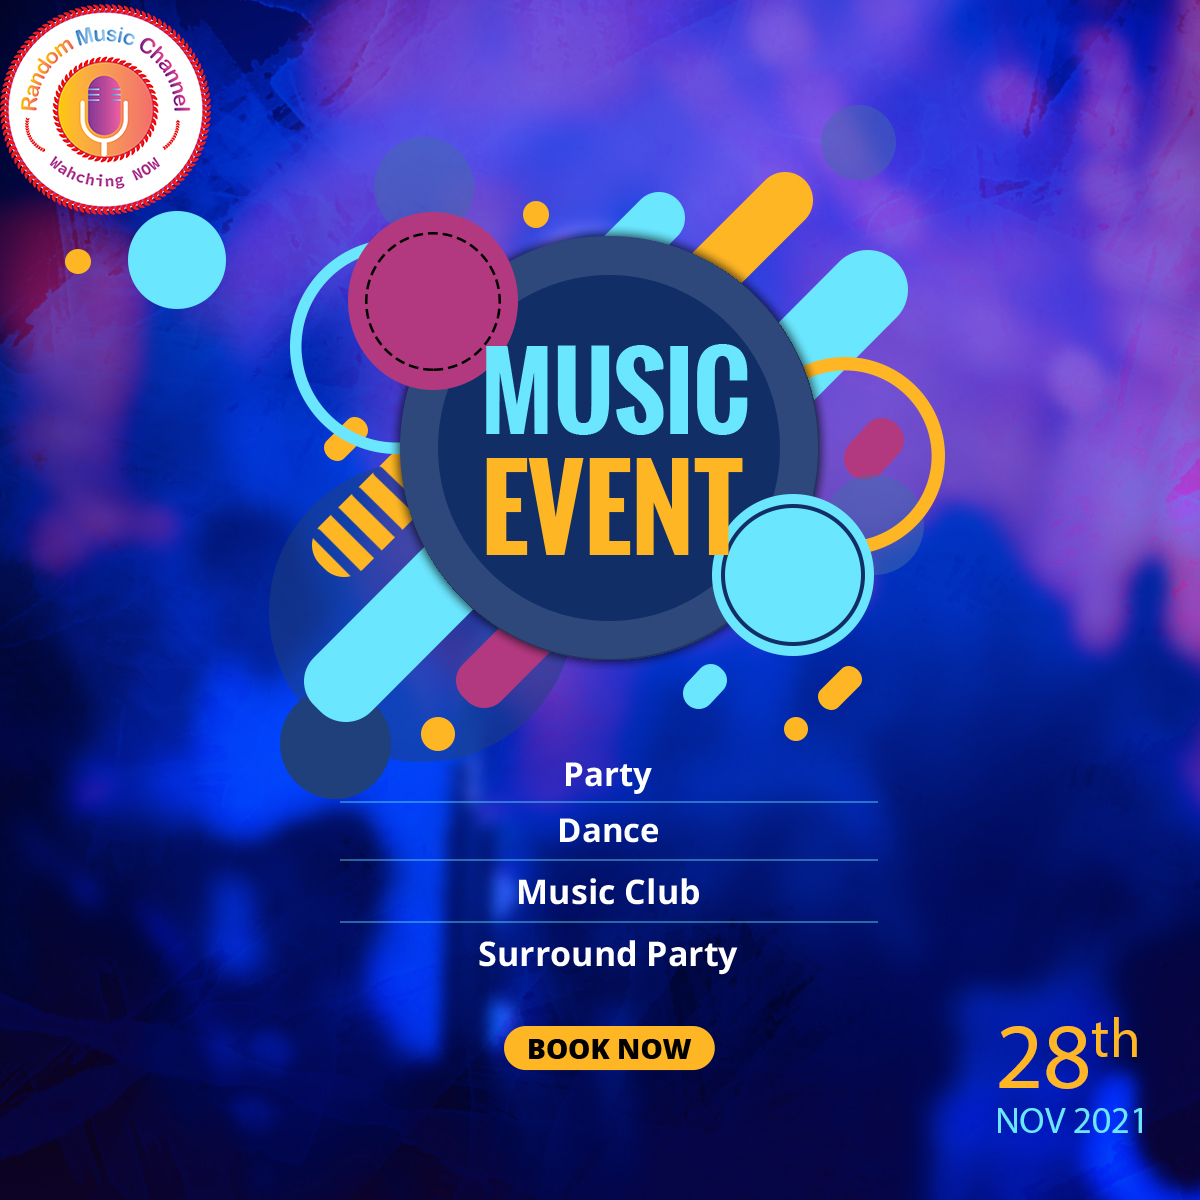 Random Music Channel
Wahching NOW
MUSIC
EVENT
Party
Dance
Music Club
Surround Party
BOOK NOW
28th
NOV 2021